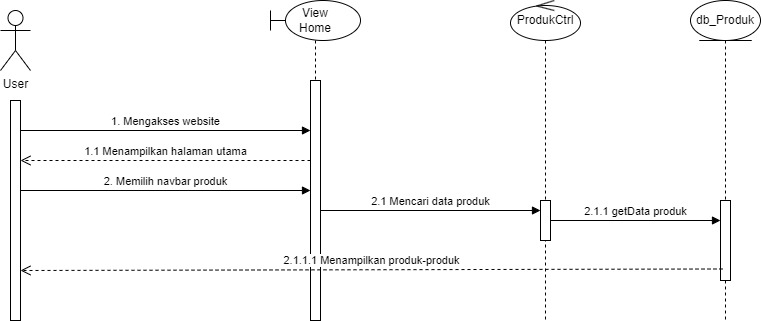 View
Home
ProdukCtrl
db_Produk
User
1. Mengakses website
1.1 Menampilkan halaman utama
2. Memilih navbar produk
2.1 Mencari data produk
2.1.1 getData produk
2.1.1.1 Menampilkan produk-produk